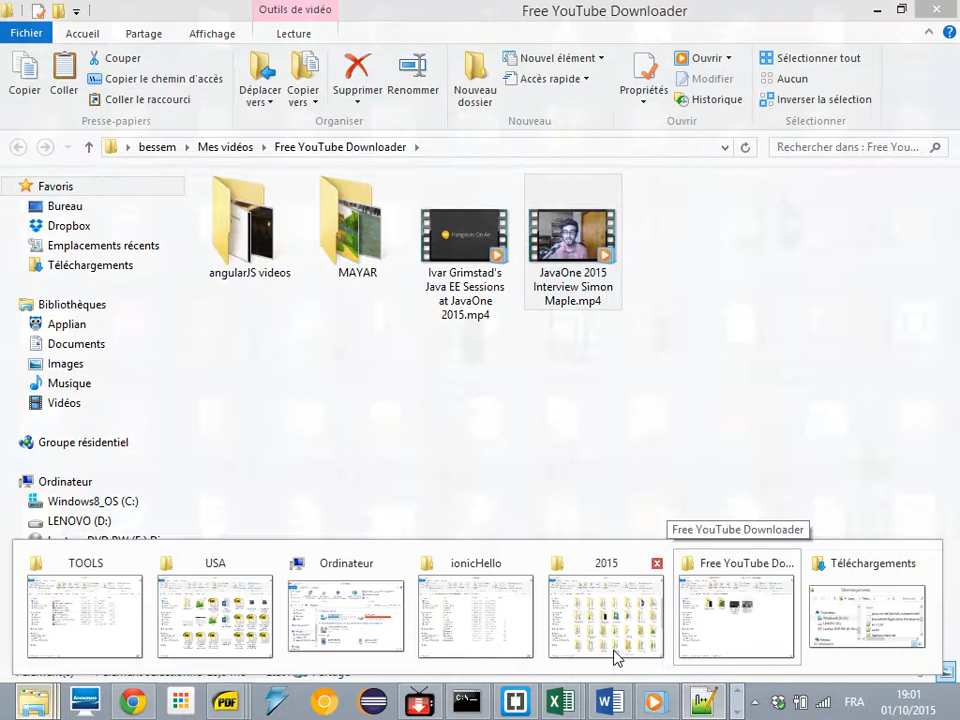 Outils de vidéo
Free YouTube Downloader
Fichier
Accueil
Partage
Affichage
Lecture
Copier
Coller
Couper
Copier le chemin d'accès
Coller le raccourci
Presse-papiers
Déplacer vers
Copier vers
Supprimer
Renommer
Organiser
Nouveau dossier
Nouvel élément
Accès rapide
Nouveau
Propriétés
Ouvrir
Modifier
Historique
Ouvrir
Sélectionner tout
Aucun
Inverser la sélection
Sélectionner
bessem
Mes vidéos
Free YouTube Downloader
Rechercher dans : Free You...
Favoris
Bureau
Dropbox
Emplacements récents
Téléchargements
Bibliothèques
Applian
Documents
Images
Musique
Vidéos
Groupe résidentiel
Ordinateur
Windows8_OS (C:)
LENOVO (D:)
angularJS videos
MAYAR
Hangouts On Air
Ivar Grimstad's
Java EE Sessions
at JavaOne
2015.mp4
JavaOne 2015
Interview Simon
Maple.mp4
Free YouTube Downloader
TOOLS
USA
Ordinateur
ionicHello
2015
Free YouTube Do...
Téléchargements
PDF
FRA
19:01
01/10/2015